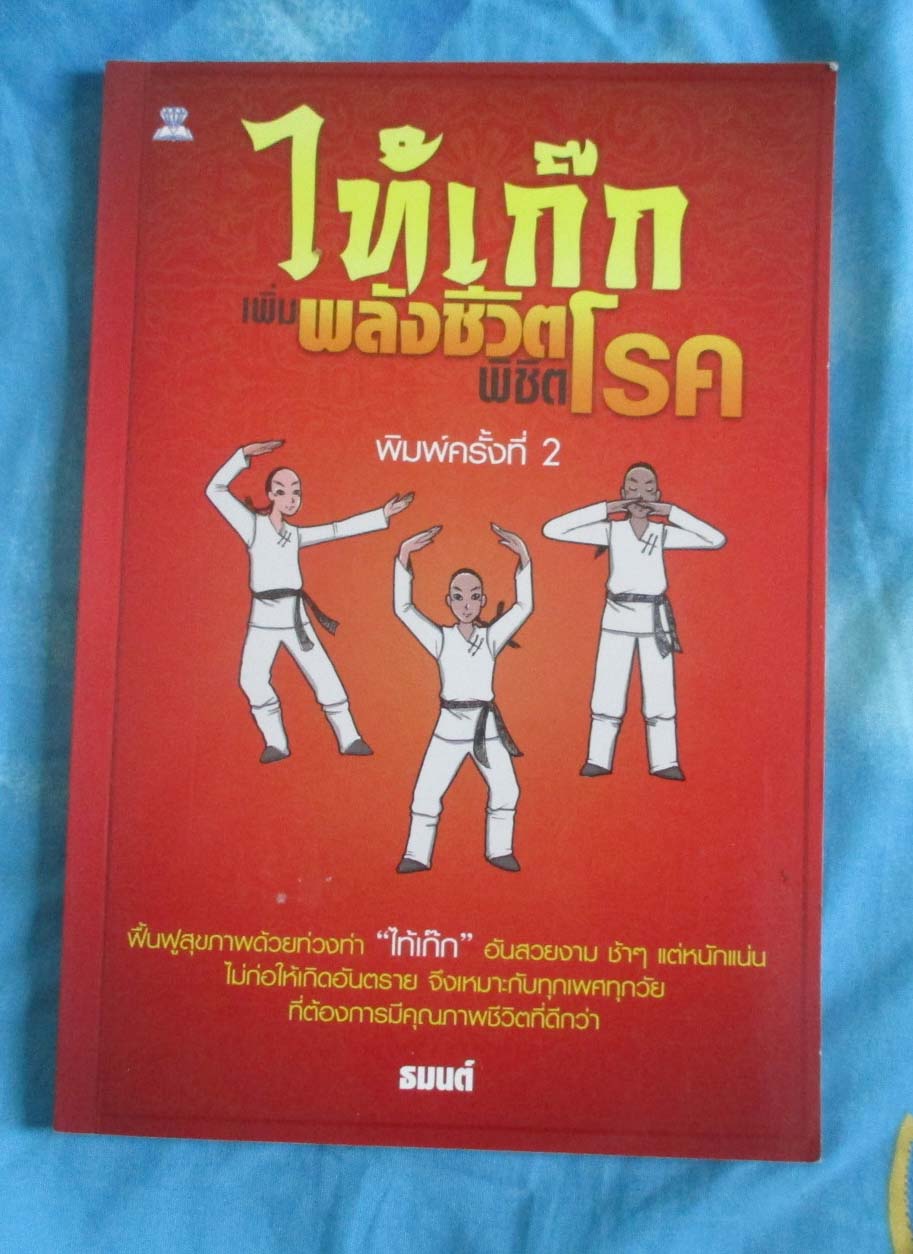 ไท้เก๊ก
เพิ่มพลังชีวิต
พิชิตโรค
พิมพ์ครั้งที่ 2
ฟื้นฟูสุขภาพด้วยท่วงท่า “ไท้เก๊ก” อันสวยงาม ช้าๆ แต่หนักแน่น
ไม่ก่อให้เกิดอันตราย จึงเหมาะกับทุกเพศทุกวัย
ที่ต้องการมีคุณภาพชีวิตที่ดีกว่า
ธมนต์